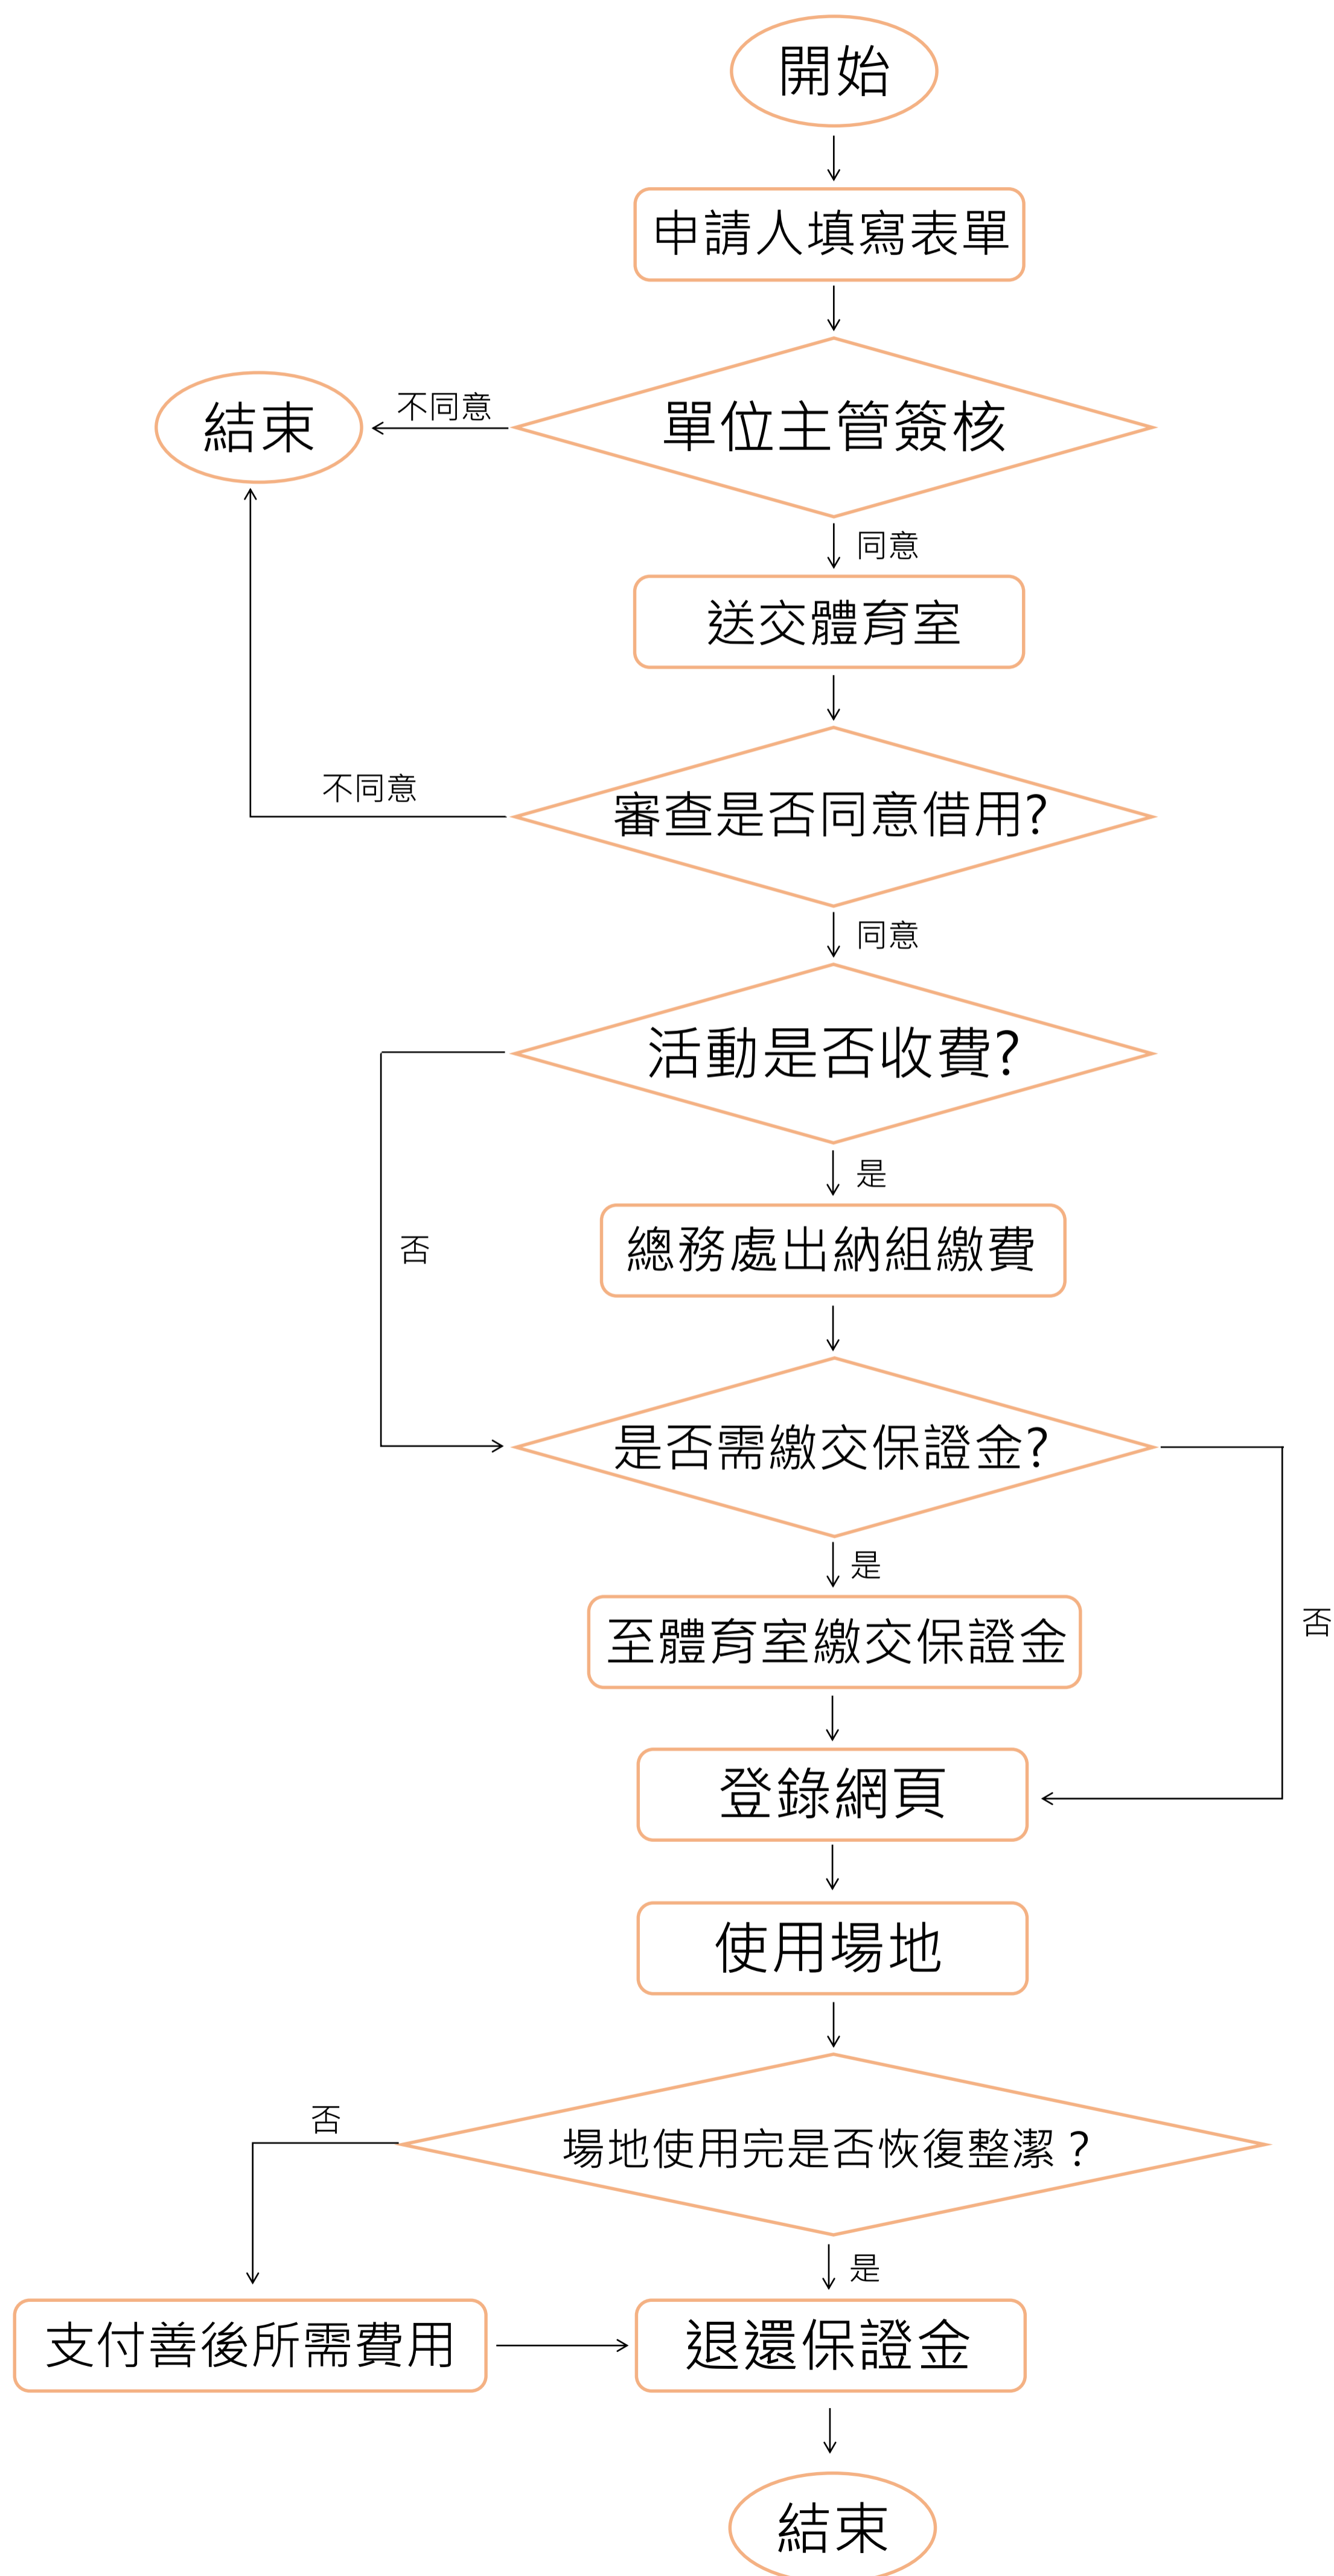 開始
申請人填寫表單
單位主管簽核
不同意
結束
同意
送交體育室
審查是否同意借用?
不同意
同意
活動是否收費?
是
否
總務處出納組繳費
是否需繳交保證金?
是
否
至體育室繳交保證金
登錄網頁
使用場地
場地使用完是否恢復整潔？
否
是
支付善後所需費用
退還保證金
結束